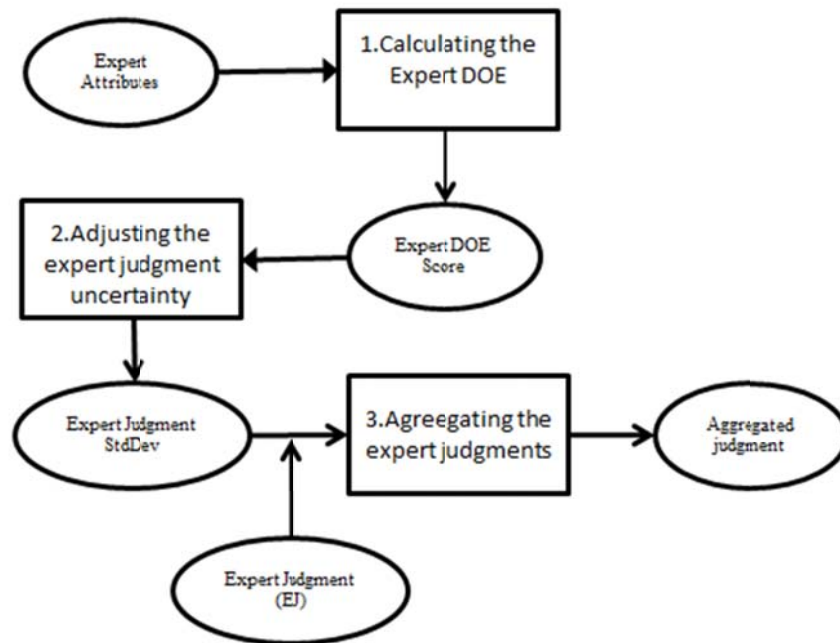 Expert
Attributes
1.Calculating the
Expert DOE
Expert DOE
Score
2.Adjusting the
expert judgment
uncertainty
Expert Judgment
StdDev
3.Agreegating the
expert judgments
Aggregated
judgment
Expert Judgment
(EJ)